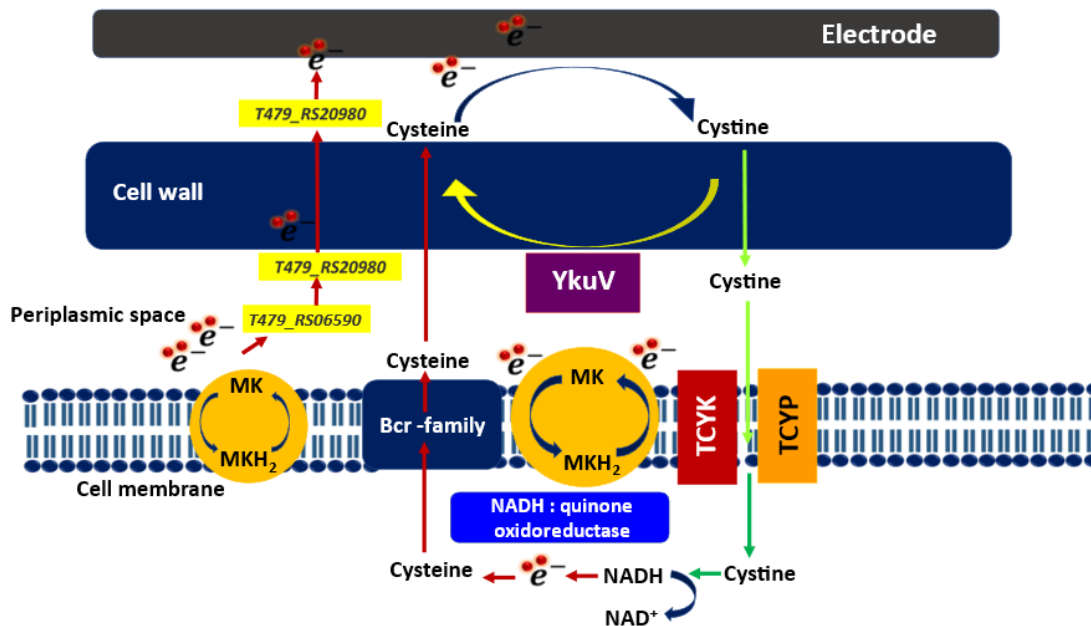 Electrode
e⁻
e⁻
e⁻
T479_RS20980
Cysteine
Cystine
Cell wall
e⁻
T479_RS20980
YkuV
Cystine
Periplasmic space
T479_RS06590
e⁻
e⁻
Cysteine
e⁻
e⁻
MK
MKH₂
Bcr -family
MK
MKH₂
TCYK
TCYP
Cell membrane
NADH : quinone
oxidoreductase
Cysteine
e⁻
NADH
Cystine
NAD⁺